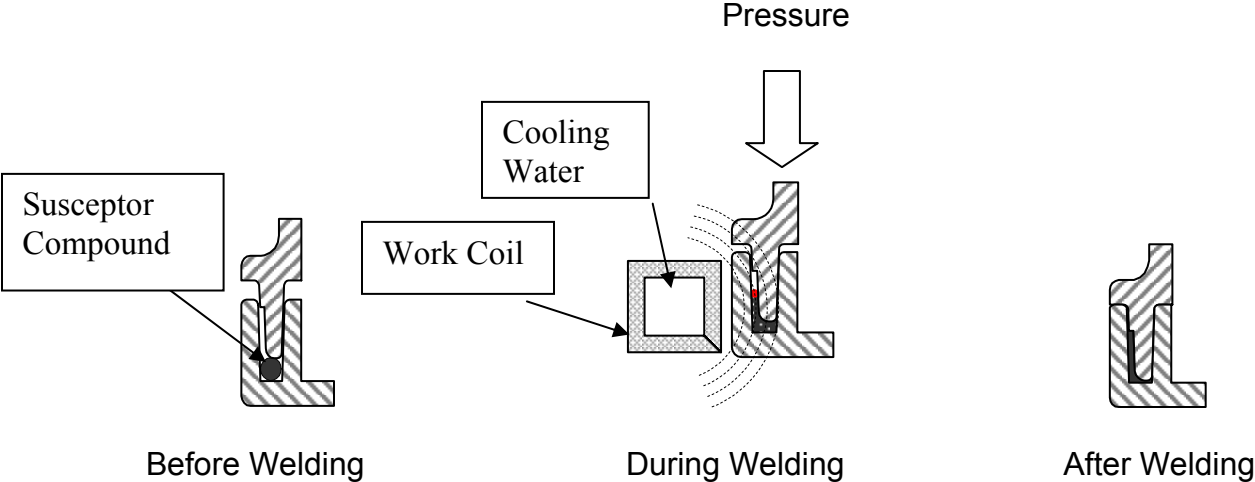 Pressure
Cooling
Water
Susceptor
Compound
Work Coil
Before Welding
During Welding
After Welding